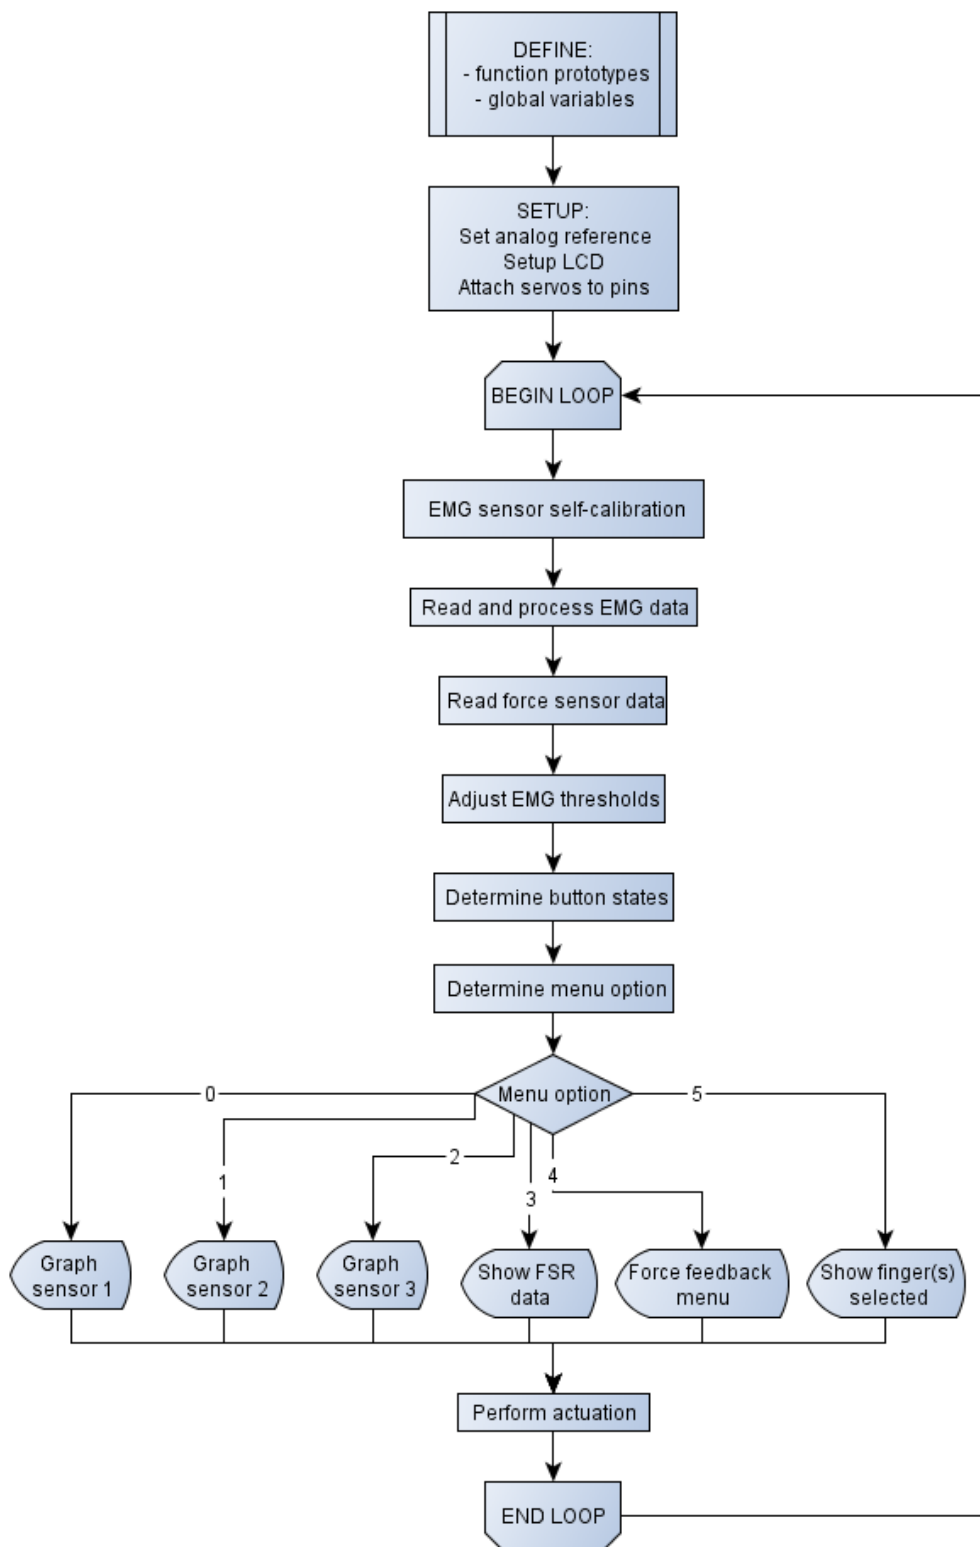 DEFINE:
- function prototypes
- global variables
SETUP:
Set analog reference
Setup LCD
Attach servos to pins
BEGIN LOOP
EMG sensor self-calibration
Read and process EMG data
Read force sensor data
Adjust EMG thresholds
Determine button states
Determine menu option
Menu option
0
1
2
3
4
5
Graph
sensor 1
Graph
sensor 2
Graph
sensor 3
Show FSR
data
Force feedback
menu
Show finger(s)
selected
Perform actuation
END LOOP